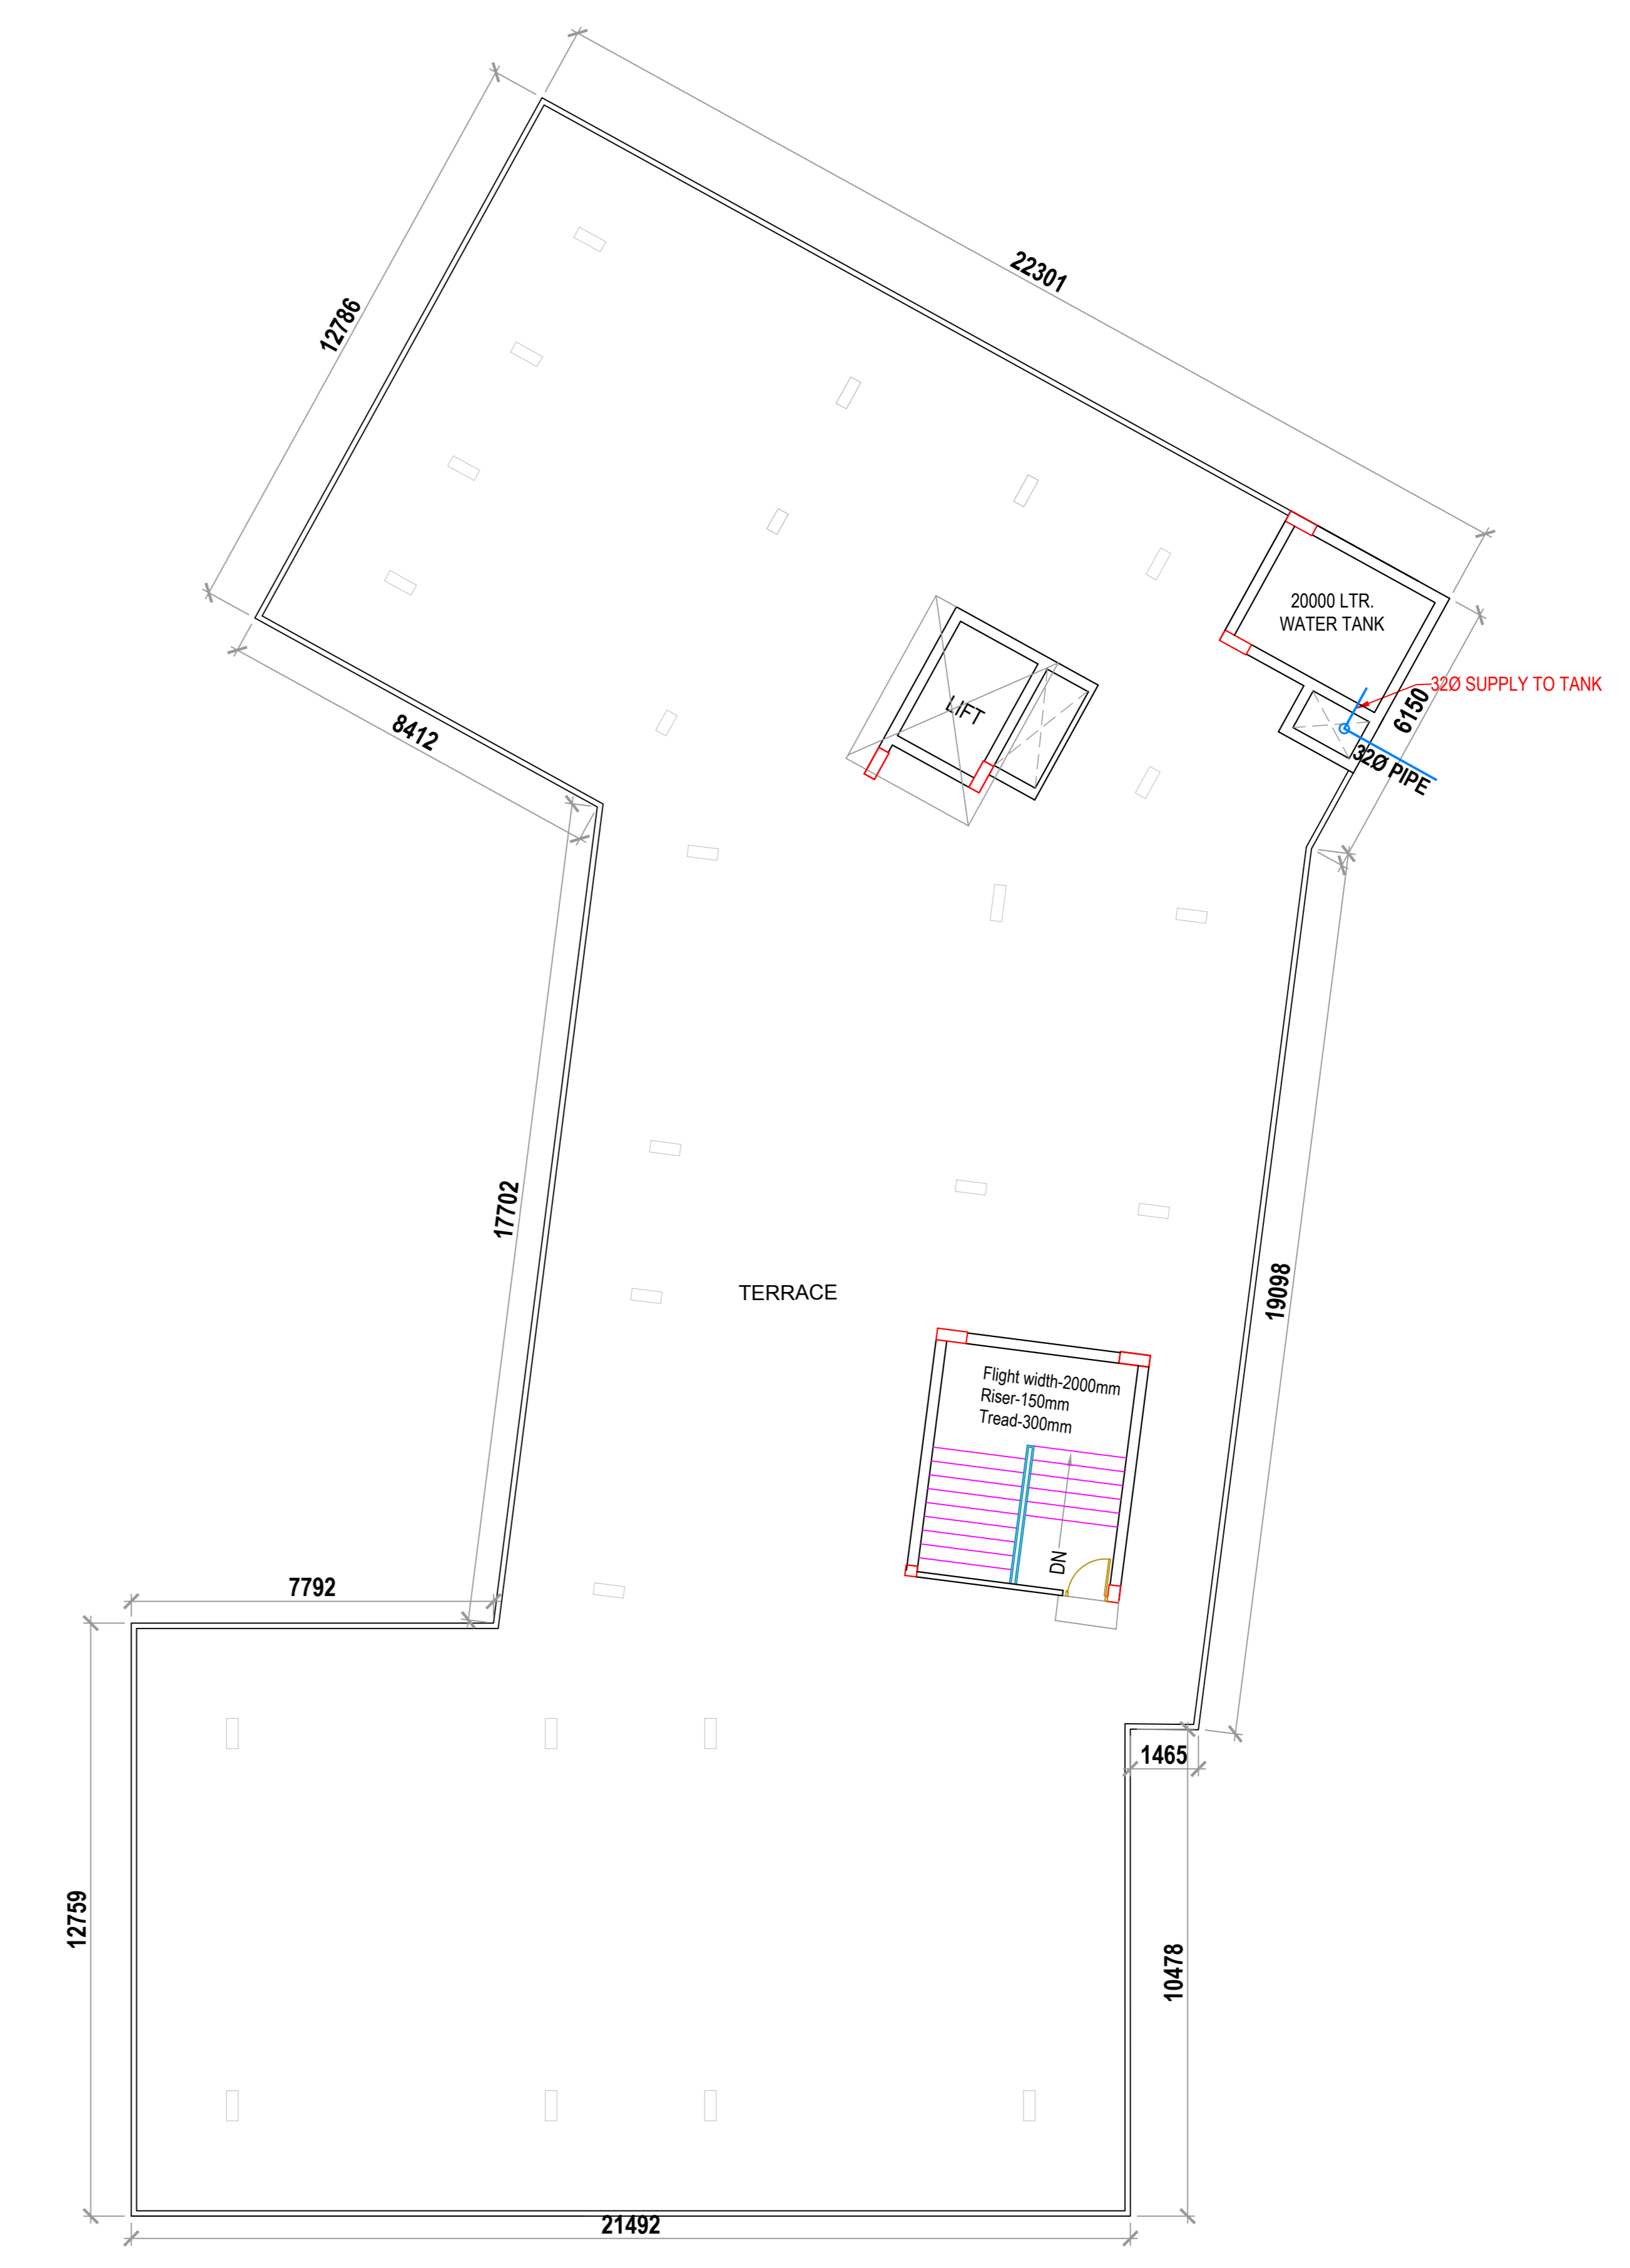 22301
12786
20000 LTR.
WATER TANK
32Ø SUPPLY TO TANK
6150
LIFT
8412
32Ø PIPE
17702
19098
TERRACE
Flight width-2000mm
Riser-150mm
Tread-300mm
DN
7792
1465
12759
10478
21492